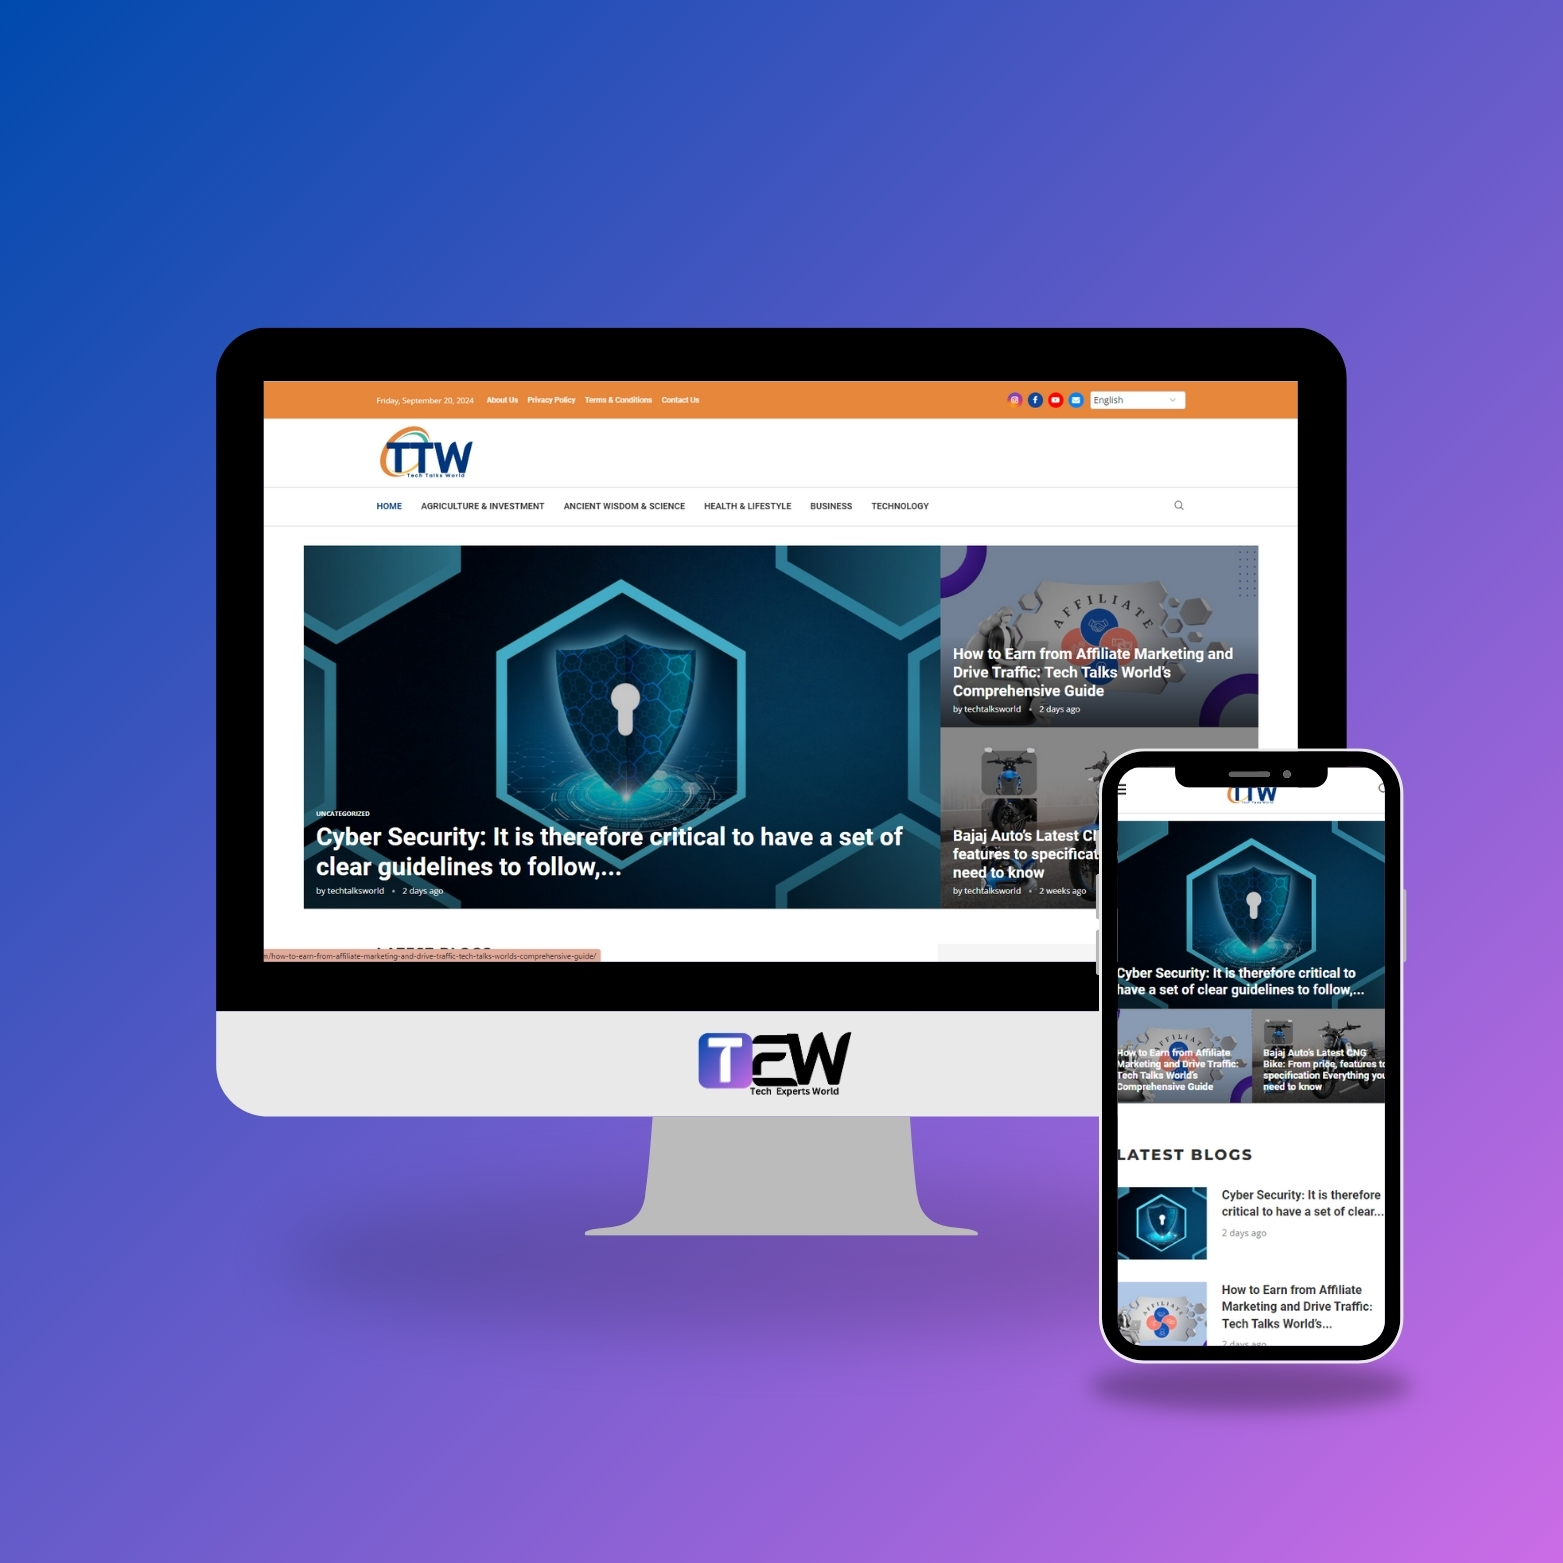 Friday, September 20, 2024 About Us Privacy Policy Terms & Conditions Contact Us English
TTW
Tech Talks World
HOME AGRICULTURE & INVESTMENT ANCIENT WISDOM & SCIENCE HEALTH & LIFESTYLE BUSINESS TECHNOLOGY
UNCATEGORIZED
Cyber Security: It is therefore critical to have a set of
clear guidelines to follow,...
by techtalksworld • 2 days ago
AFFILIATE
How to Earn from Affiliate Marketing and
Drive Traffic: Tech Talks World's
Comprehensive Guide
by techtalksworld • 2 days ago
Bajaj Auto's Latest
features to
need to know
by techtalksworld • 2 weeks ago
LATEST BLOGS
/how-to-earn-from-affiliate-marketing-and-drive-traffic-tech-talks-worlds-comprehensive-guide/
TEW
Tech Experts World
TTW
Cyber Security: It is therefore critical to
have a set of clear guidelines to follow,...
AFFILIATE
How to Earn from Affiliate
Marketing and Drive Traffic:
Tech Talks World's
Comprehensive Guide
Bajaj Auto's Latest CNG
Bike: From price, features to
specification Everything you
need to know
LATEST BLOGS
Cyber Security: It is therefore
critical to have a set of clear...
2 days ago
AFFILIATE
How to Earn from Affiliate
Marketing and Drive Traffic:
Tech Talks World's...
2 days ago